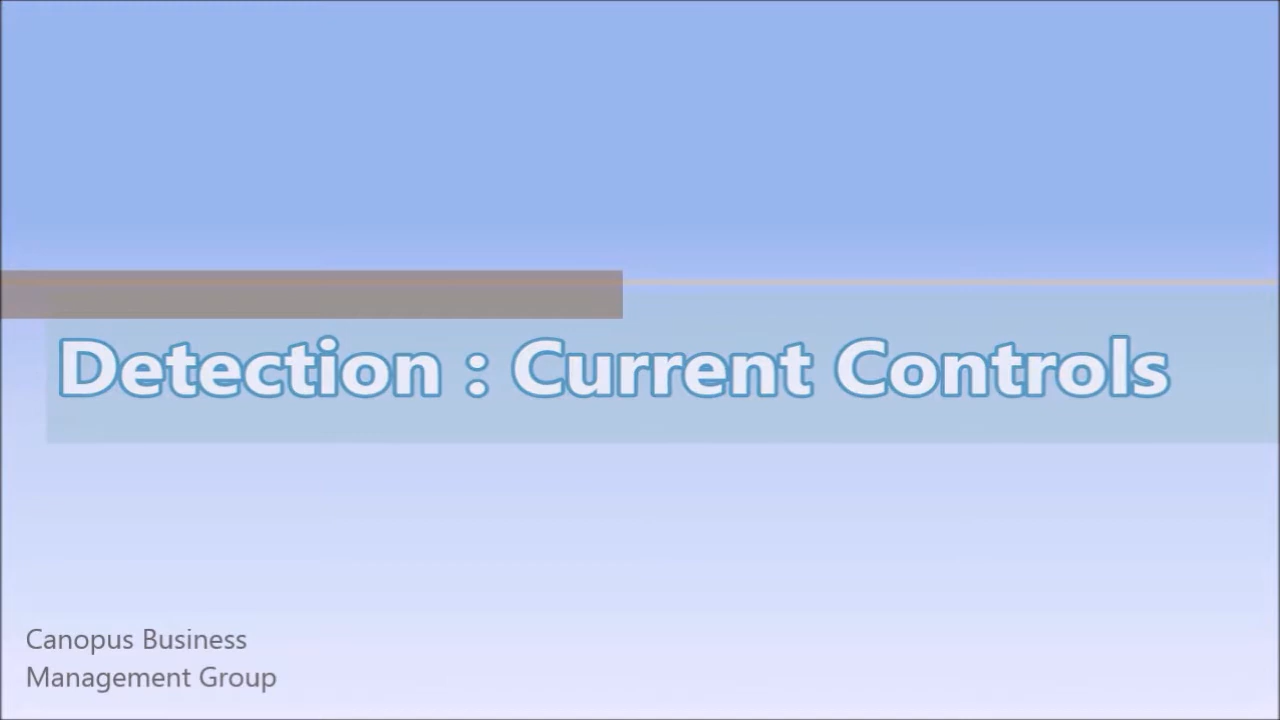 Detection : Current Controls
Canopus Business
Management Group